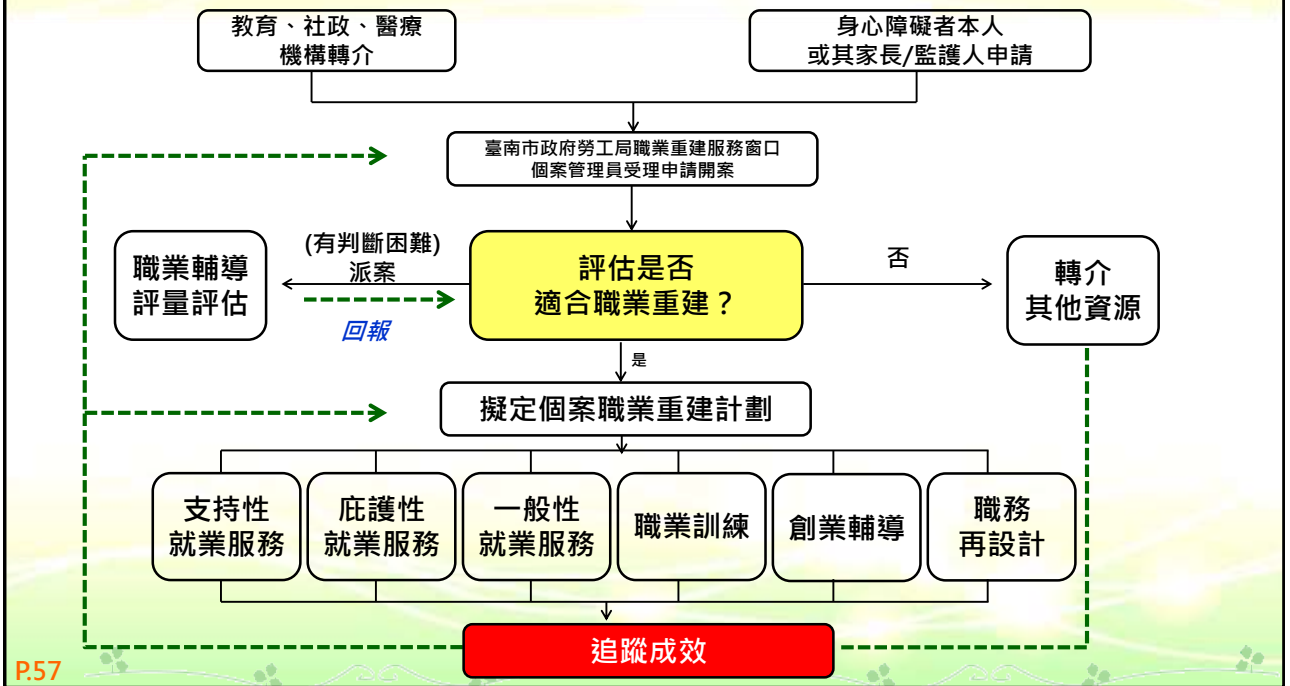 教育、社政、醫療
機構轉介
身心障礙者本人
或其家長/監護人申請
臺南市政府勞工局職業重建服務窗口
個案管理員受理申請開案
職業輔導
評量評估
(有判斷困難)
派案
回報
評估是否
適合職業重建？
否
轉介
其他資源
是
擬定個案職業重建計劃
支持性
就業服務
庇護性
就業服務
一般性
就業服務
職業訓練
創業輔導
職務
再設計
追蹤成效
P.57